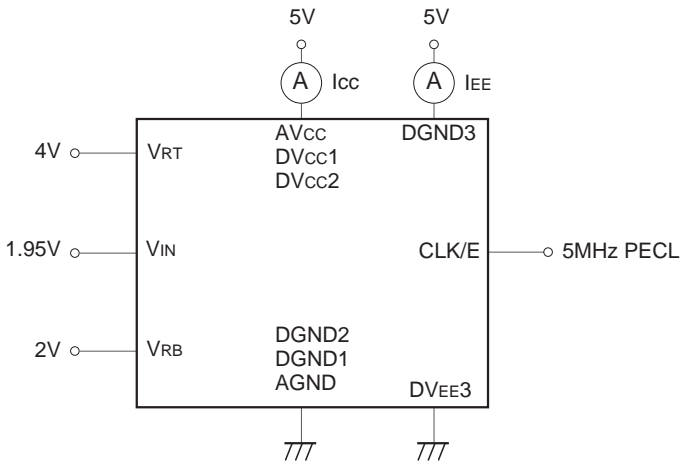 5V 5V
A Icc A IEE
AVcc DGND3
4V VRT DVcc1
DVcc2
1.95V VIN CLK/E 5MHz PECL
DGND2
2V VRB DGND1
AGND DVEE3